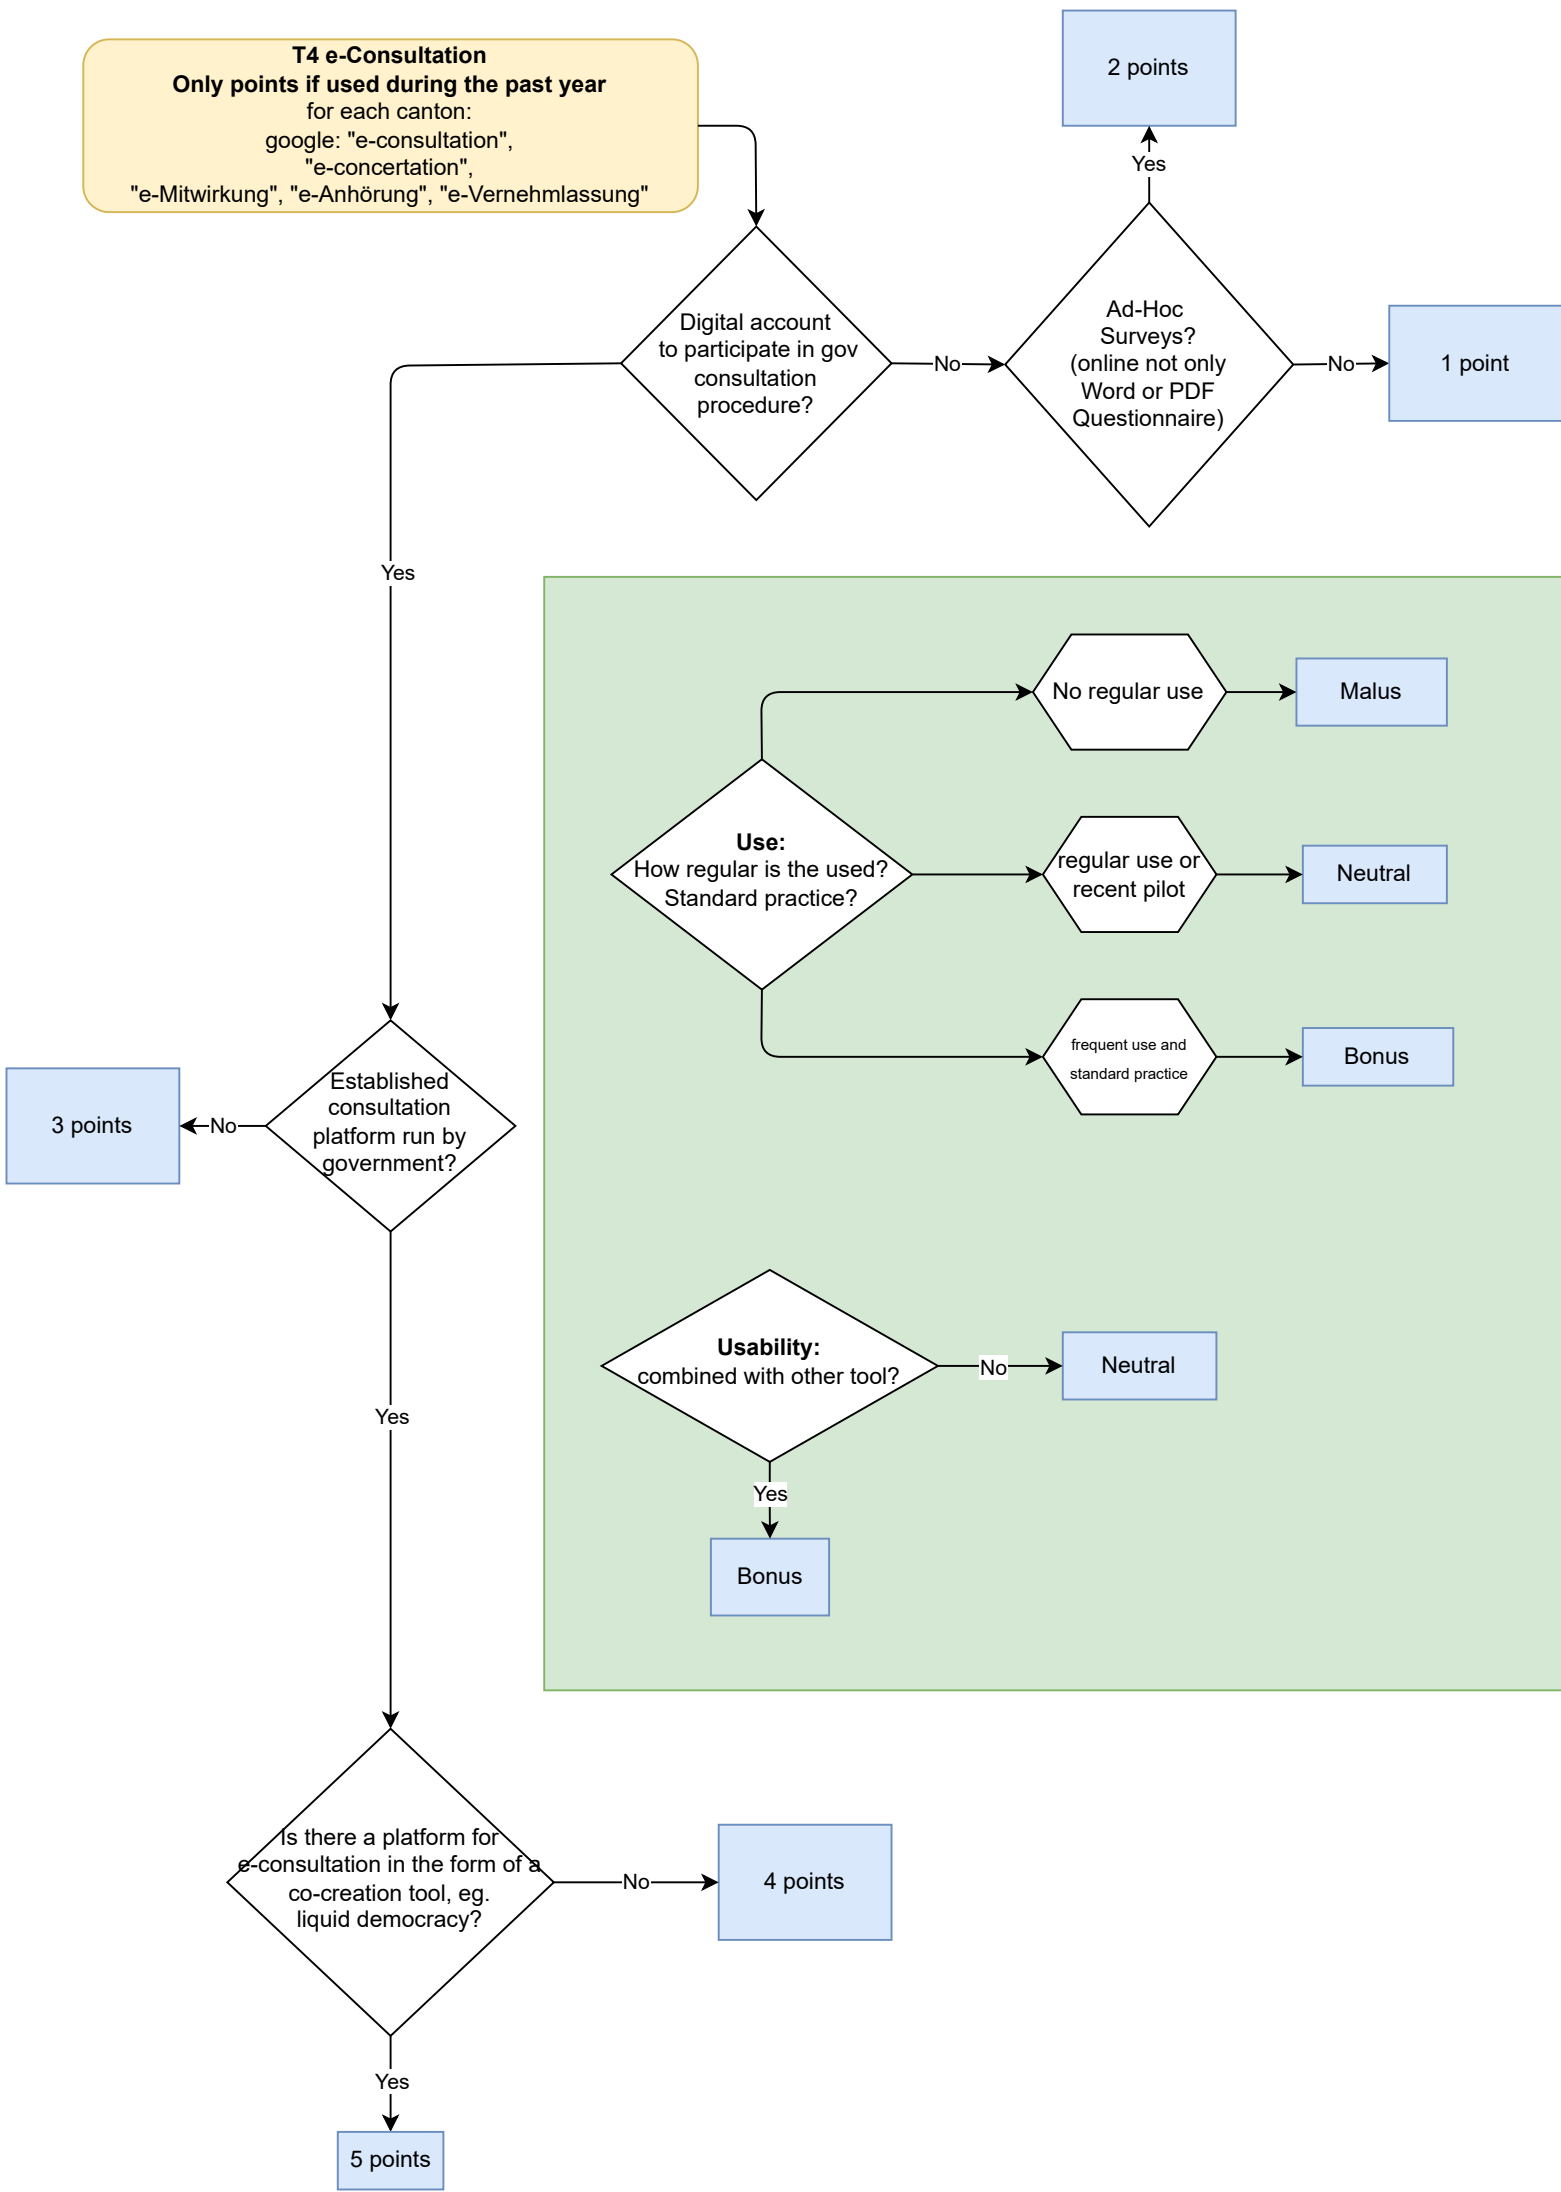 T4 e-Consultation
Only points if used during the past year
for each canton:
google: "e-consultation",
"e-concertation",
"e-Mitwirkung", "e-Anhörung", "e-Vernehmlassung"
2 points
Yes
Digital account
to participate in gov
consultation
procedure?
No
Ad-Hoc
Surveys?
(online not only
Word or PDF
Questionnaire)
No
1 point
Yes
No regular use
Malus
Use:
How regular is the used?
Standard practice?
regular use or
recent pilot
Neutral
frequent use and
standard practice
Bonus
Established
consultation
platform run by
government?
No
3 points
Usability:
combined with other tool?
No
Neutral
Yes
Bonus
Yes
Is there a platform for
e-consultation in the form of a
co-creation tool, eg.
liquid democracy?
No
4 points
Yes
5 points